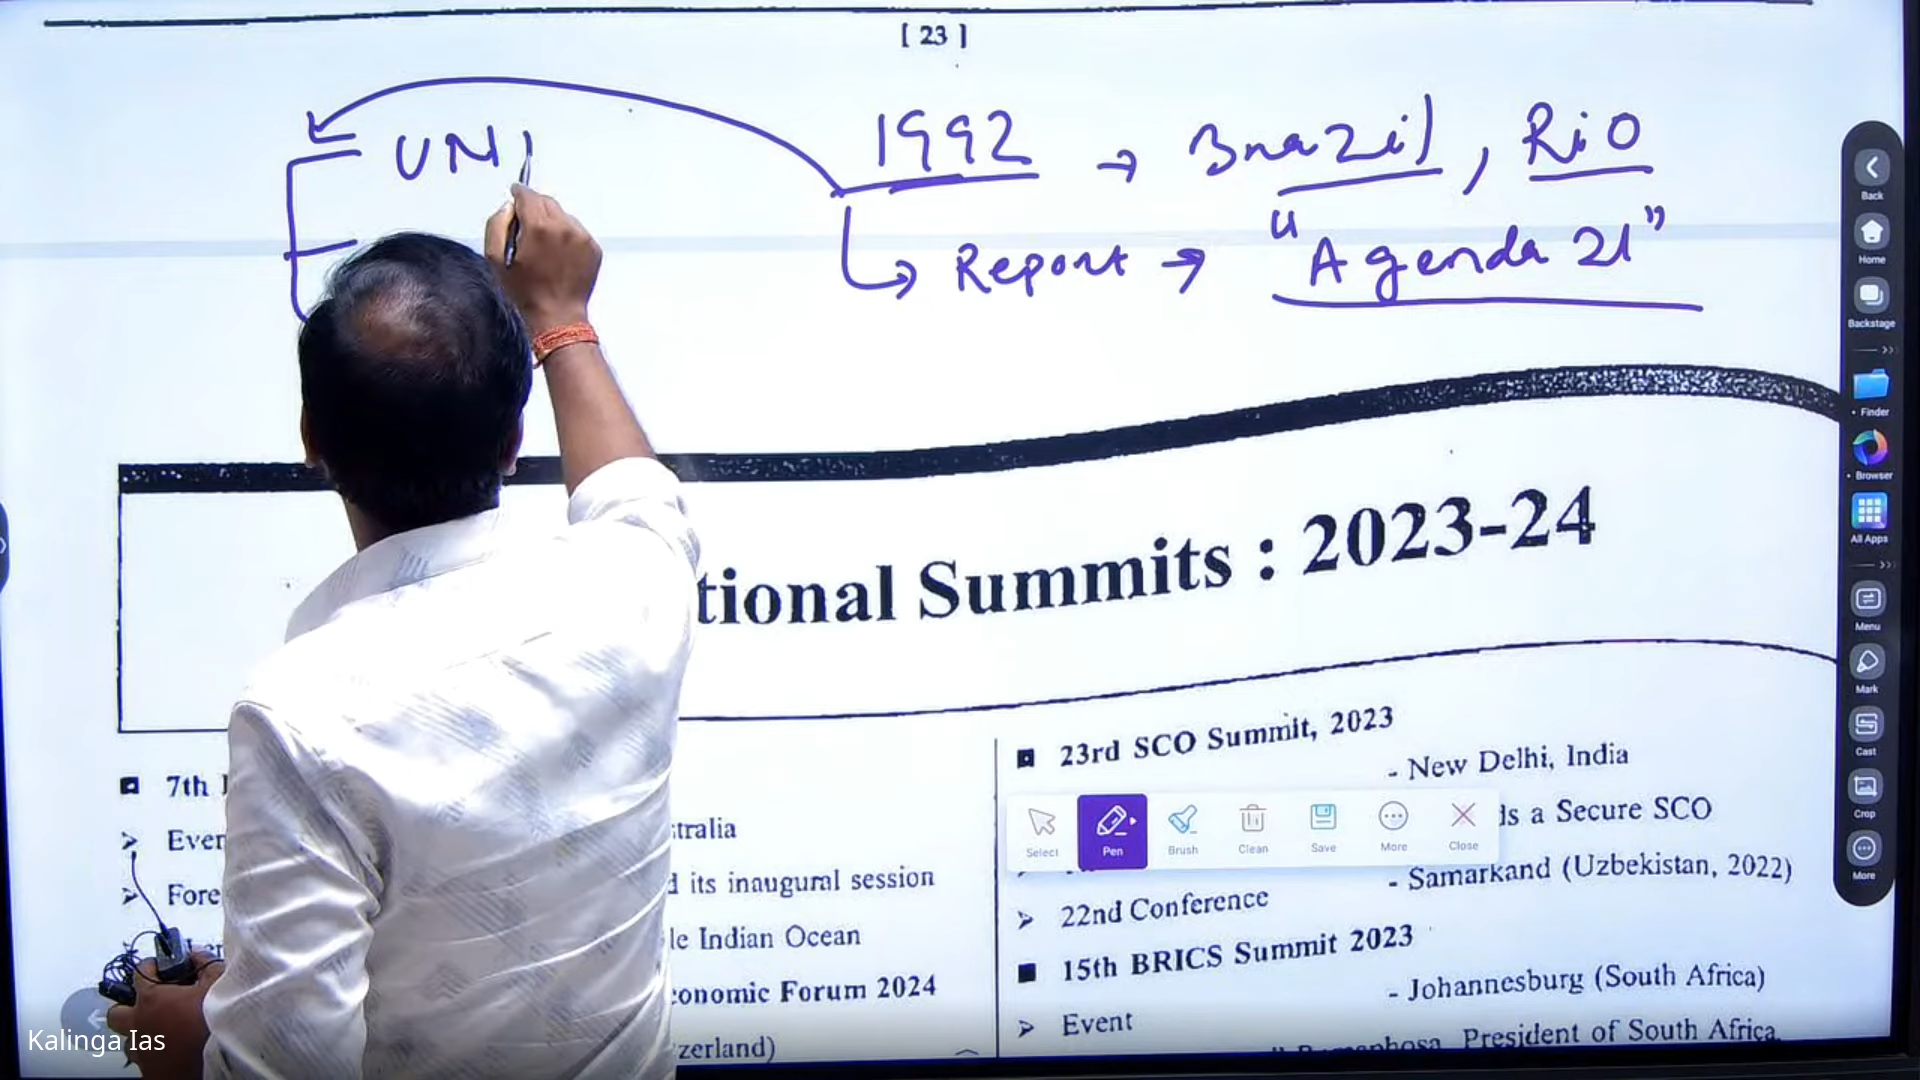 [ 23 ]
UN
1992 → Brazil, Rio
Report → "Agenda 21"
tional Summits : 2023-24
7th
Even
Fore
tralia
d its inaugural session
le Indian Ocean
conomic Forum 2024
zerland)
23rd SCO Summit, 2023
- New Delhi, India
ds a Secure SCO
- Samarkand (Uzbekistan, 2022)
22nd Conference
15th BRICS Summit 2023
- Johannesburg (South Africa)
Event
President of South Africa,
Select
Pen
Brush
Clean
Save
More
Close
Back
Home
Backstage
Finder
Browser
All Apps
Menu
Mark
Cast
Crop
More
Kalinga Ias